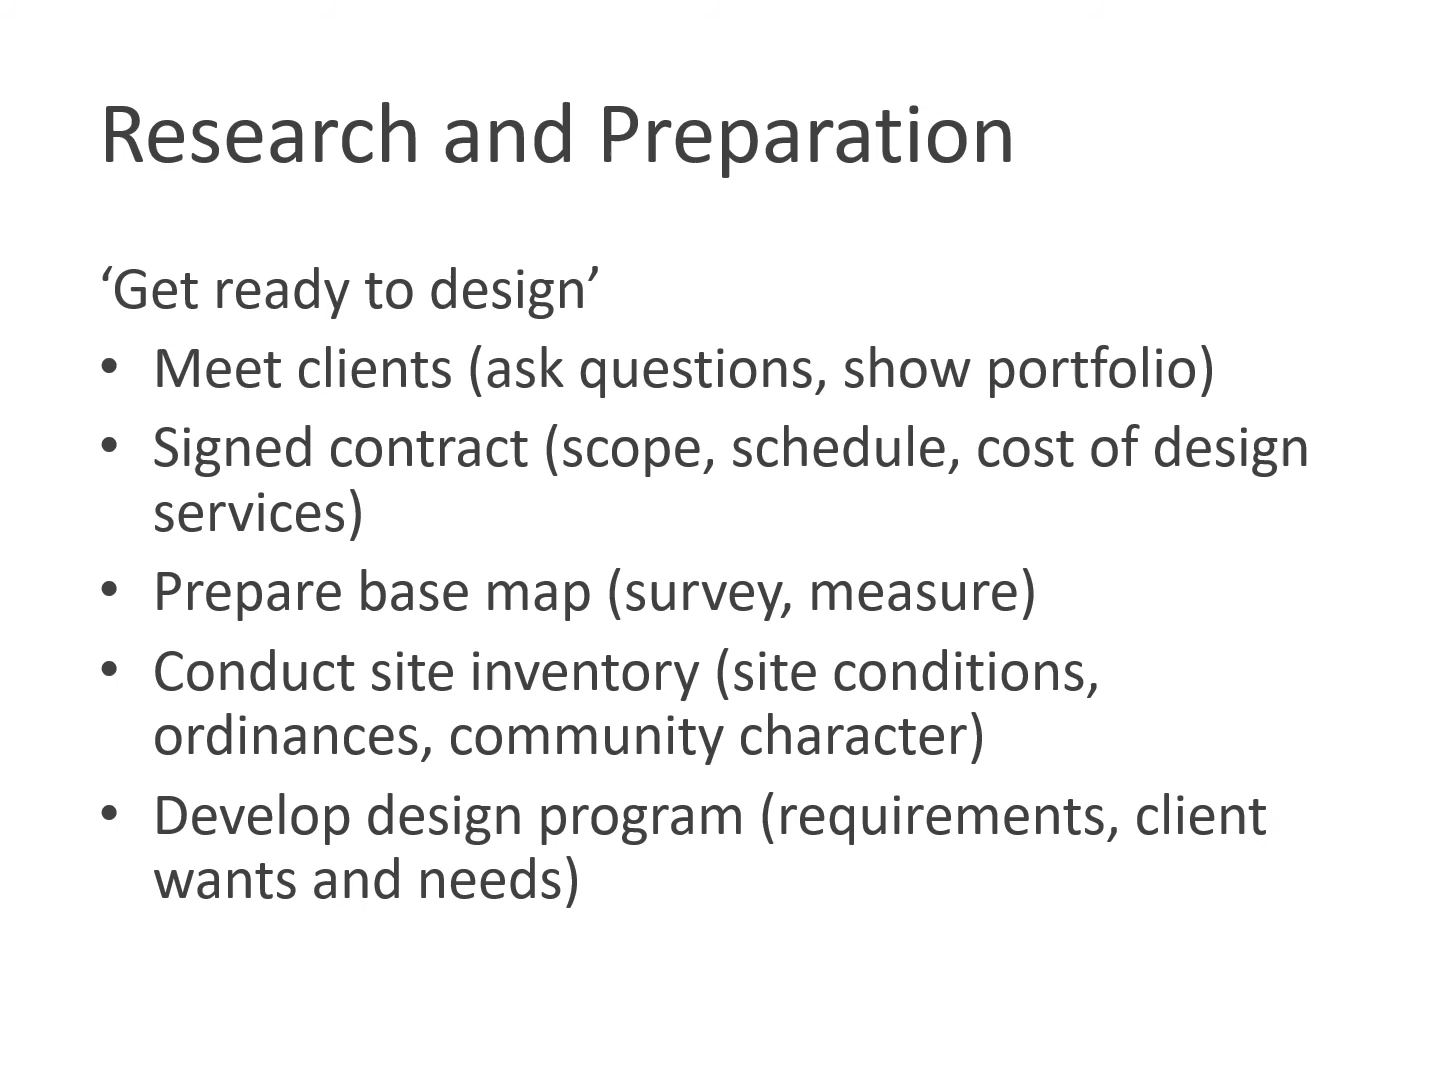 Research and Preparation
‘Get ready to design’
• Meet clients (ask questions, show portfolio)
• Signed contract (scope, schedule, cost of design
services)
• Prepare base map (survey, measure)
• Conduct site inventory (site conditions,
ordinances, community character)
• Develop design program (requirements, client
wants and needs)